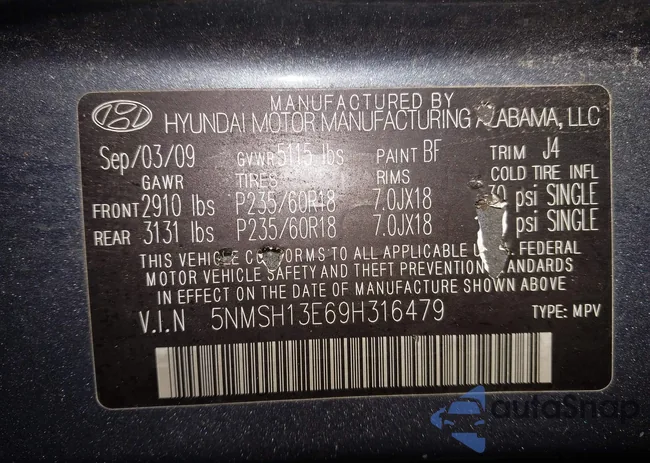 MANUFACTURED BY
HYUNDAI MOTOR MANUFACTURING ALABAMA, LLC
Sep/03/09 GVWR 5115 lbs PAINT BF TRIM J4
GAWR TIRES RIMS COLD TIRE INFL
FRONT 2910 lbs P235/60R18 7.0JX18 30 psi SINGLE
REAR 3131 lbs P235/60R18 7.0JX18 psi SINGLE
THIS VEHICLE CONFORMS TO ALL APPLICABLE U.S. FEDERAL
MOTOR VEHICLE SAFETY AND THEFT PREVENTION STANDARDS
IN EFFECT ON THE DATE OF MANUFACTURE SHOWN ABOVE
V.I.N 5NMSH13E69H316479 TYPE: MPV
autoSnap